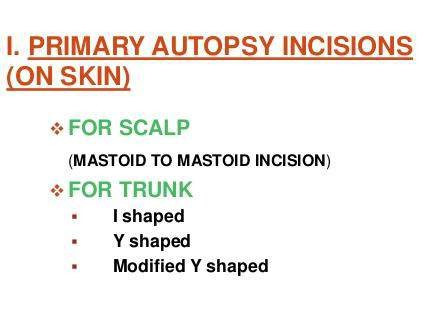 I. PRIMARY AUTOPSY INCISIONS
(ON SKIN)
❖ FOR SCALP
(MASTOID TO MASTOID INCISION)
❖ FOR TRUNK
▪ I shaped
▪ Y shaped
▪ Modified Y shaped